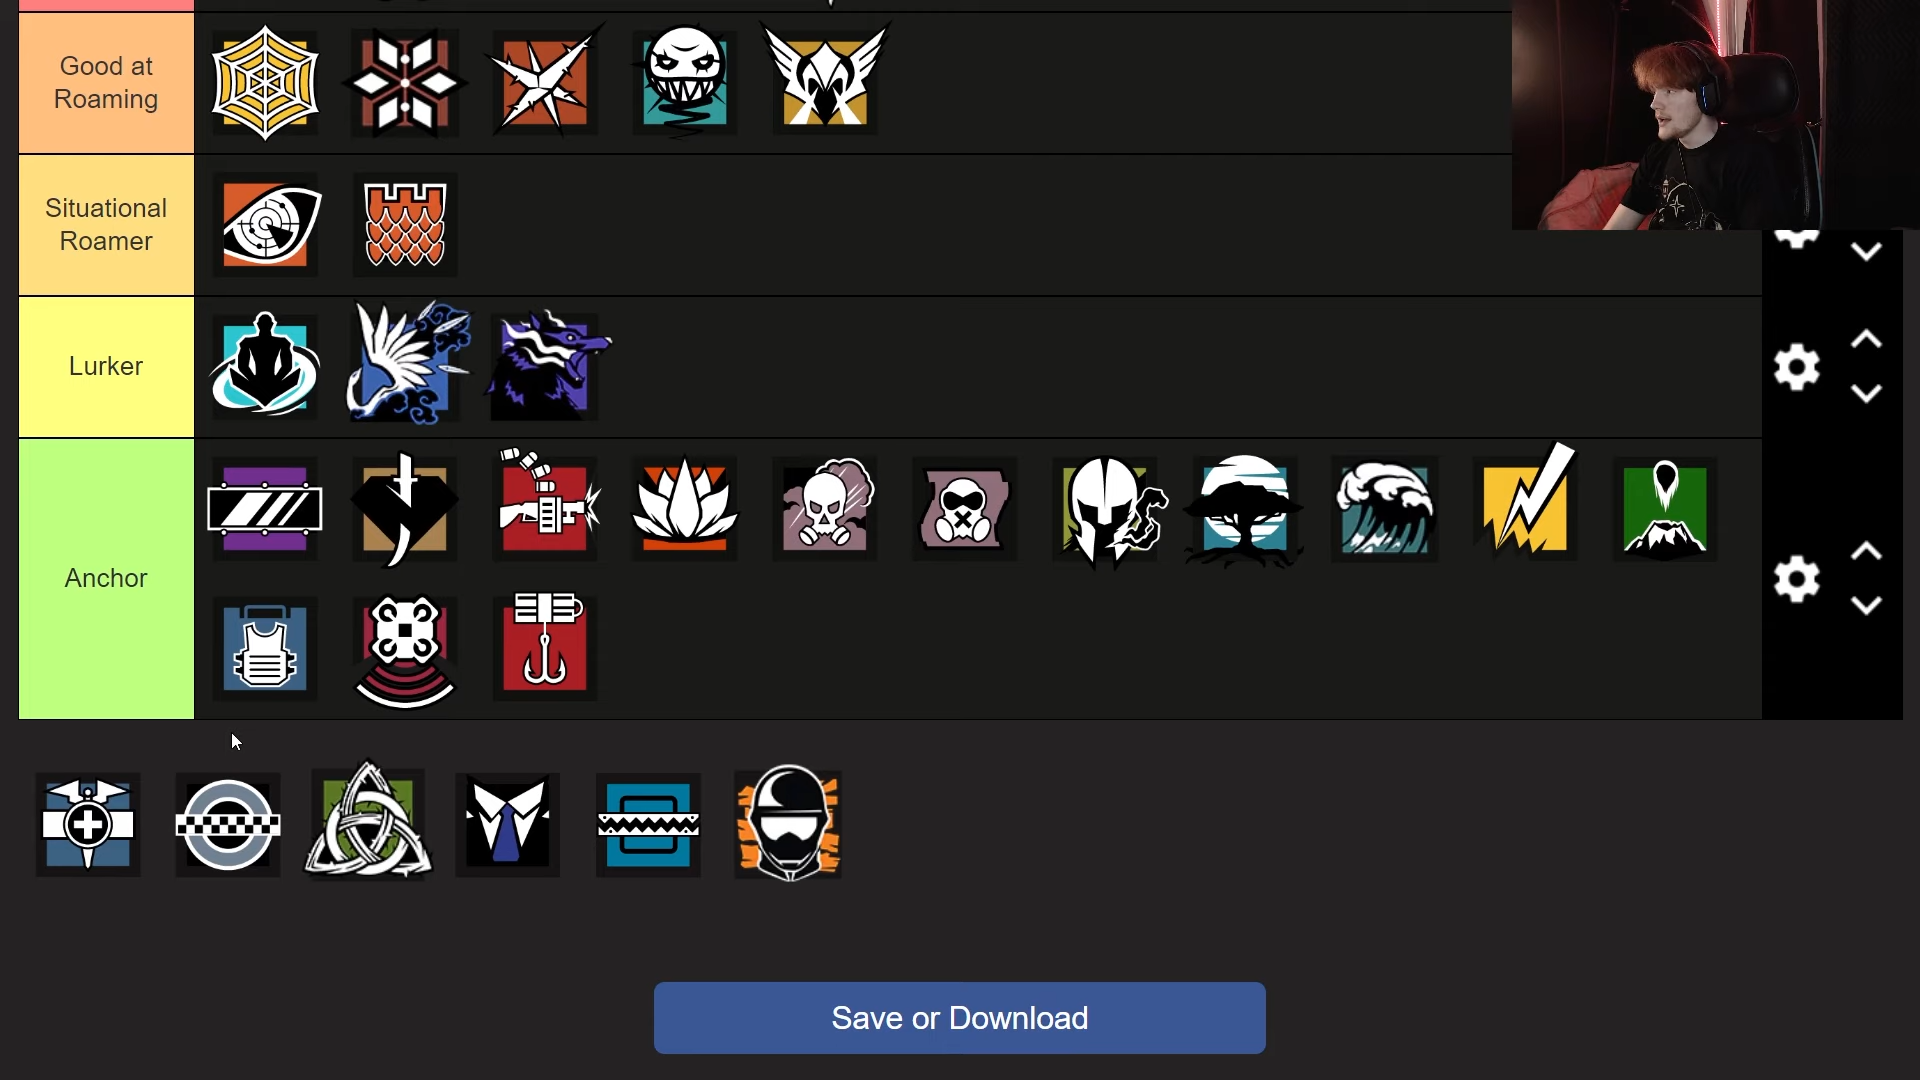 Good at
Roaming
Situational
Roamer
Lurker
Anchor
Save or Download